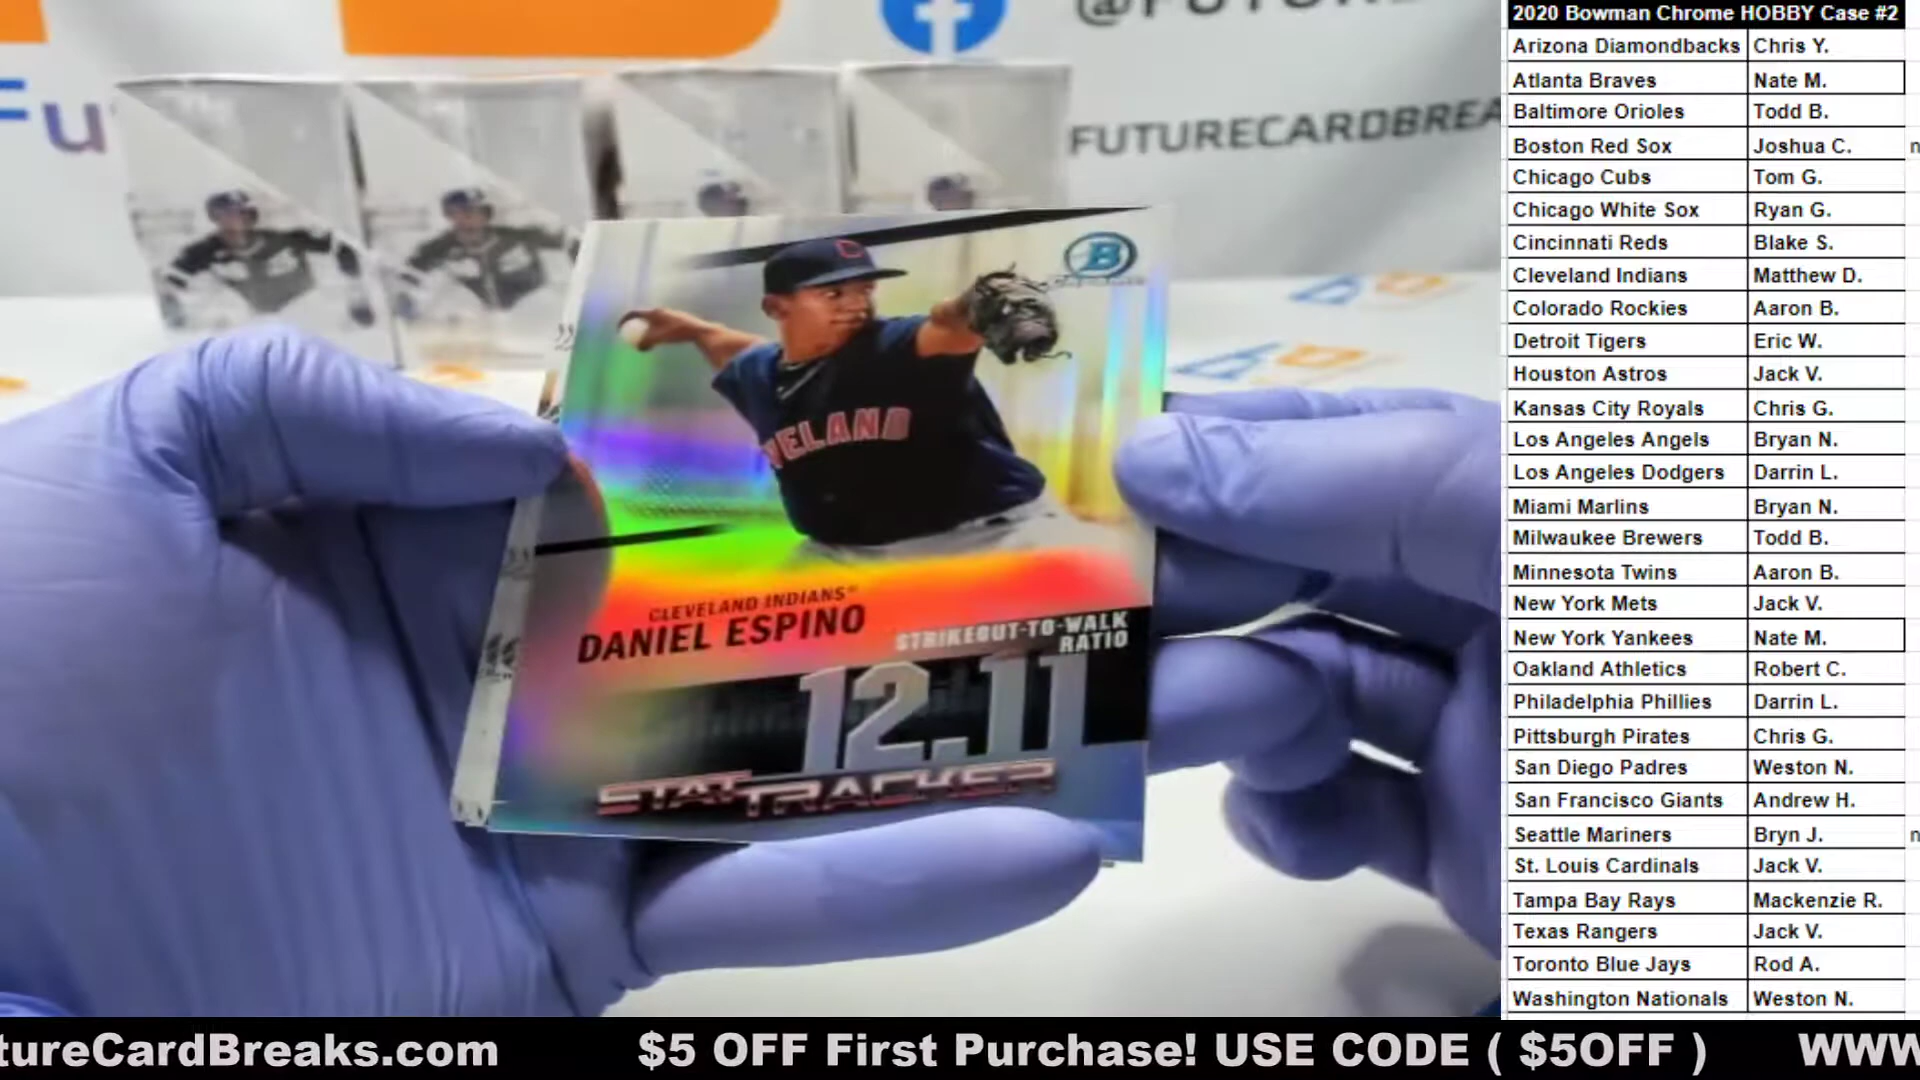 @FUTURE
Fu
FUTURECARDBREA
B
CLEVELAND INDIANS
DANIEL ESPINO
STRIKEOUT-TO-WALK
RATIO
12.11
STAT TRACKER
2020 Bowman Chrome HOBBY Case #2
Arizona Diamondbacks Chris Y.
Atlanta Braves Nate M.
Baltimore Orioles Todd B.
Boston Red Sox Joshua C. n
Chicago Cubs Tom G.
Chicago White Sox Ryan G.
Cincinnati Reds Blake S.
Cleveland Indians Matthew D.
Colorado Rockies Aaron B.
Detroit Tigers Eric W.
Houston Astros Jack V.
Kansas City Royals Chris G.
Los Angeles Angels Bryan N.
Los Angeles Dodgers Darrin L.
Miami Marlins Bryan N.
Milwaukee Brewers Todd B.
Minnesota Twins Aaron B.
New York Mets Jack V.
New York Yankees Nate M.
Oakland Athletics Robert C.
Philadelphia Phillies Darrin L.
Pittsburgh Pirates Chris G.
San Diego Padres Weston N.
San Francisco Giants Andrew H.
Seattle Mariners Bryn J. n
St. Louis Cardinals Jack V.
Tampa Bay Rays Mackenzie R.
Texas Rangers Jack V.
Toronto Blue Jays Rod A.
Washington Nationals Weston N.
tureCardBreaks.com $5 OFF First Purchase! USE CODE ( $5OFF ) WWW